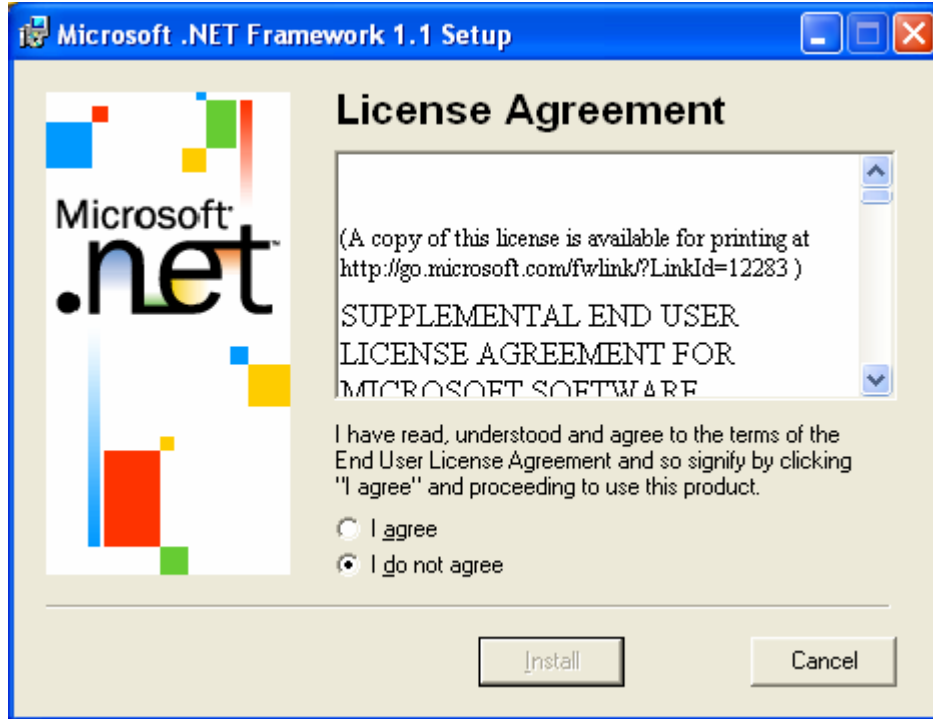 Microsoft .NET Framework 1.1 Setup
License Agreement
Microsoft
.net
(A copy of this license is available for printing at
http://go.microsoft.com/fwlink/?LinkId=12283 )
SUPPLEMENTAL END USER
LICENSE AGREEMENT FOR
MICROSOFT SOFTWARE
I have read, understood and agree to the terms of the
End User License Agreement and so signify by clicking
"I agree" and proceeding to use this product.
I agree
I do not agree
Install
Cancel